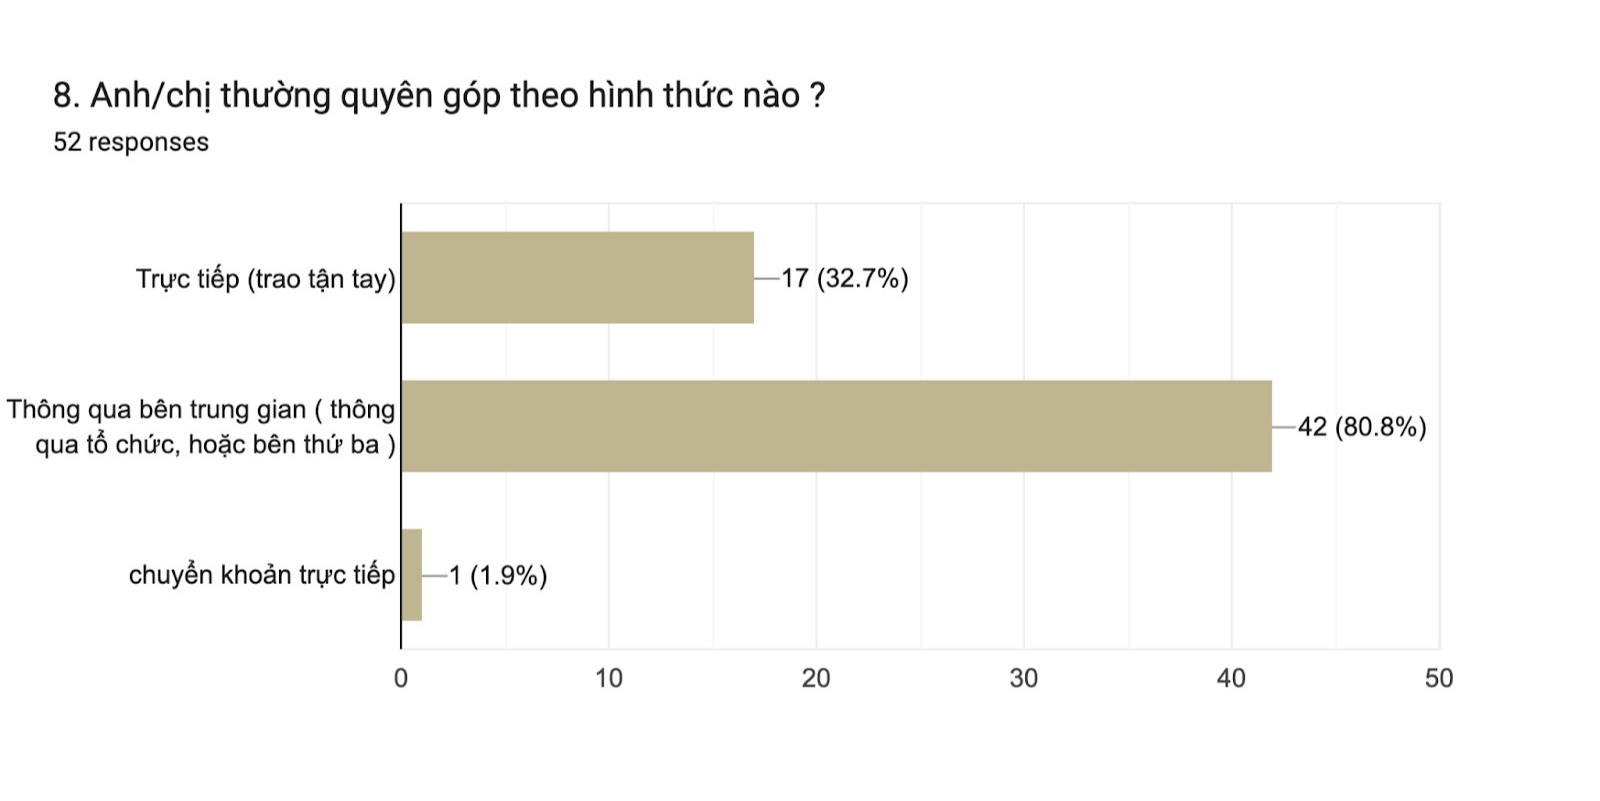 8. Anh/chị thường quyên góp theo hình thức nào ?
52 responses
Trực tiếp (trao tận tay)
17 (32.7%)
Thông qua bên trung gian ( thông
qua tổ chức, hoặc bên thứ ba )
42 (80.8%)
chuyển khoản trực tiếp
1 (1.9%)
0 10 20 30 40 50